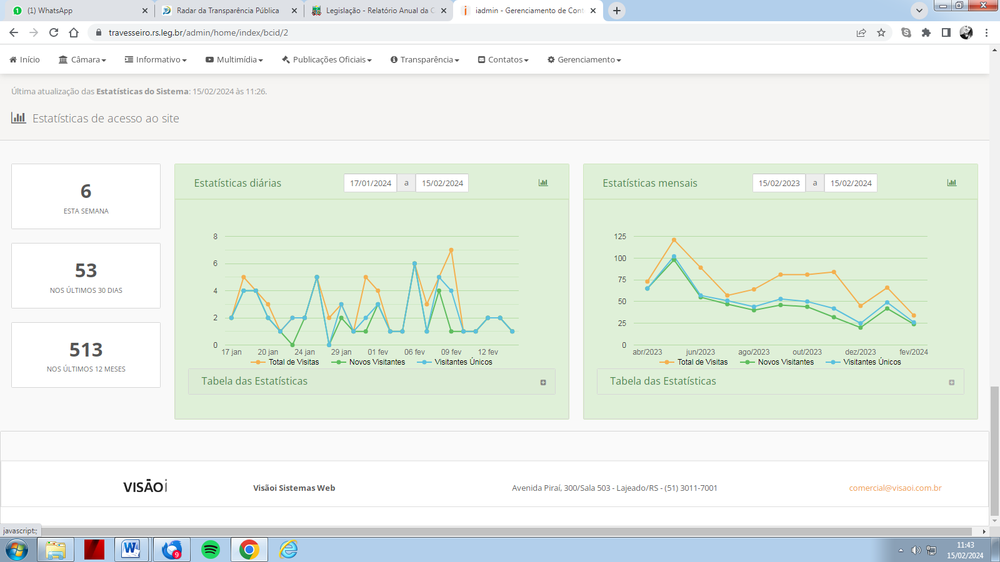 (1) WhatsApp
Radar da Transparência Pública
Legislação - Relatório Anual da C
iadmin - Gerenciamento de Cont
travesseiro.rs.leg.br/admin/home/index/bcid/2
Início
Câmara
Informativo
Multimídia
Publicações Oficiais
Transparência
Contatos
Gerenciamento
Última atualização das Estatísticas do Sistema: 15/02/2024 às 11:26.
Estatísticas de acesso ao site
6
ESTA SEMANA
53
NOS ÚLTIMOS 30 DIAS
513
NOS ÚLTIMOS 12 MESES
Estatísticas diárias
17/01/2024 a 15/02/2024
8
6
4
2
0
17 jan 20 jan 24 jan 29 jan 01 fev 06 fev 09 fev 12 fev
Total de Visitas Novos Visitantes Visitantes Únicos
Tabela das Estatísticas
Estatísticas mensais
15/02/2023 a 15/02/2024
125
100
75
50
25
0
abr/2023 jun/2023 ago/2023 out/2023 dez/2023 fev/2024
Total de Visitas Novos Visitantes Visitantes Únicos
Tabela das Estatísticas
VISÃOi
Visãoi Sistemas Web
Avenida Piraí, 300/Sala 503 - Lajeado/RS - (51) 3011-7001
comercial@visaoi.com.br
javascript:;
9
11:43
15/02/2024